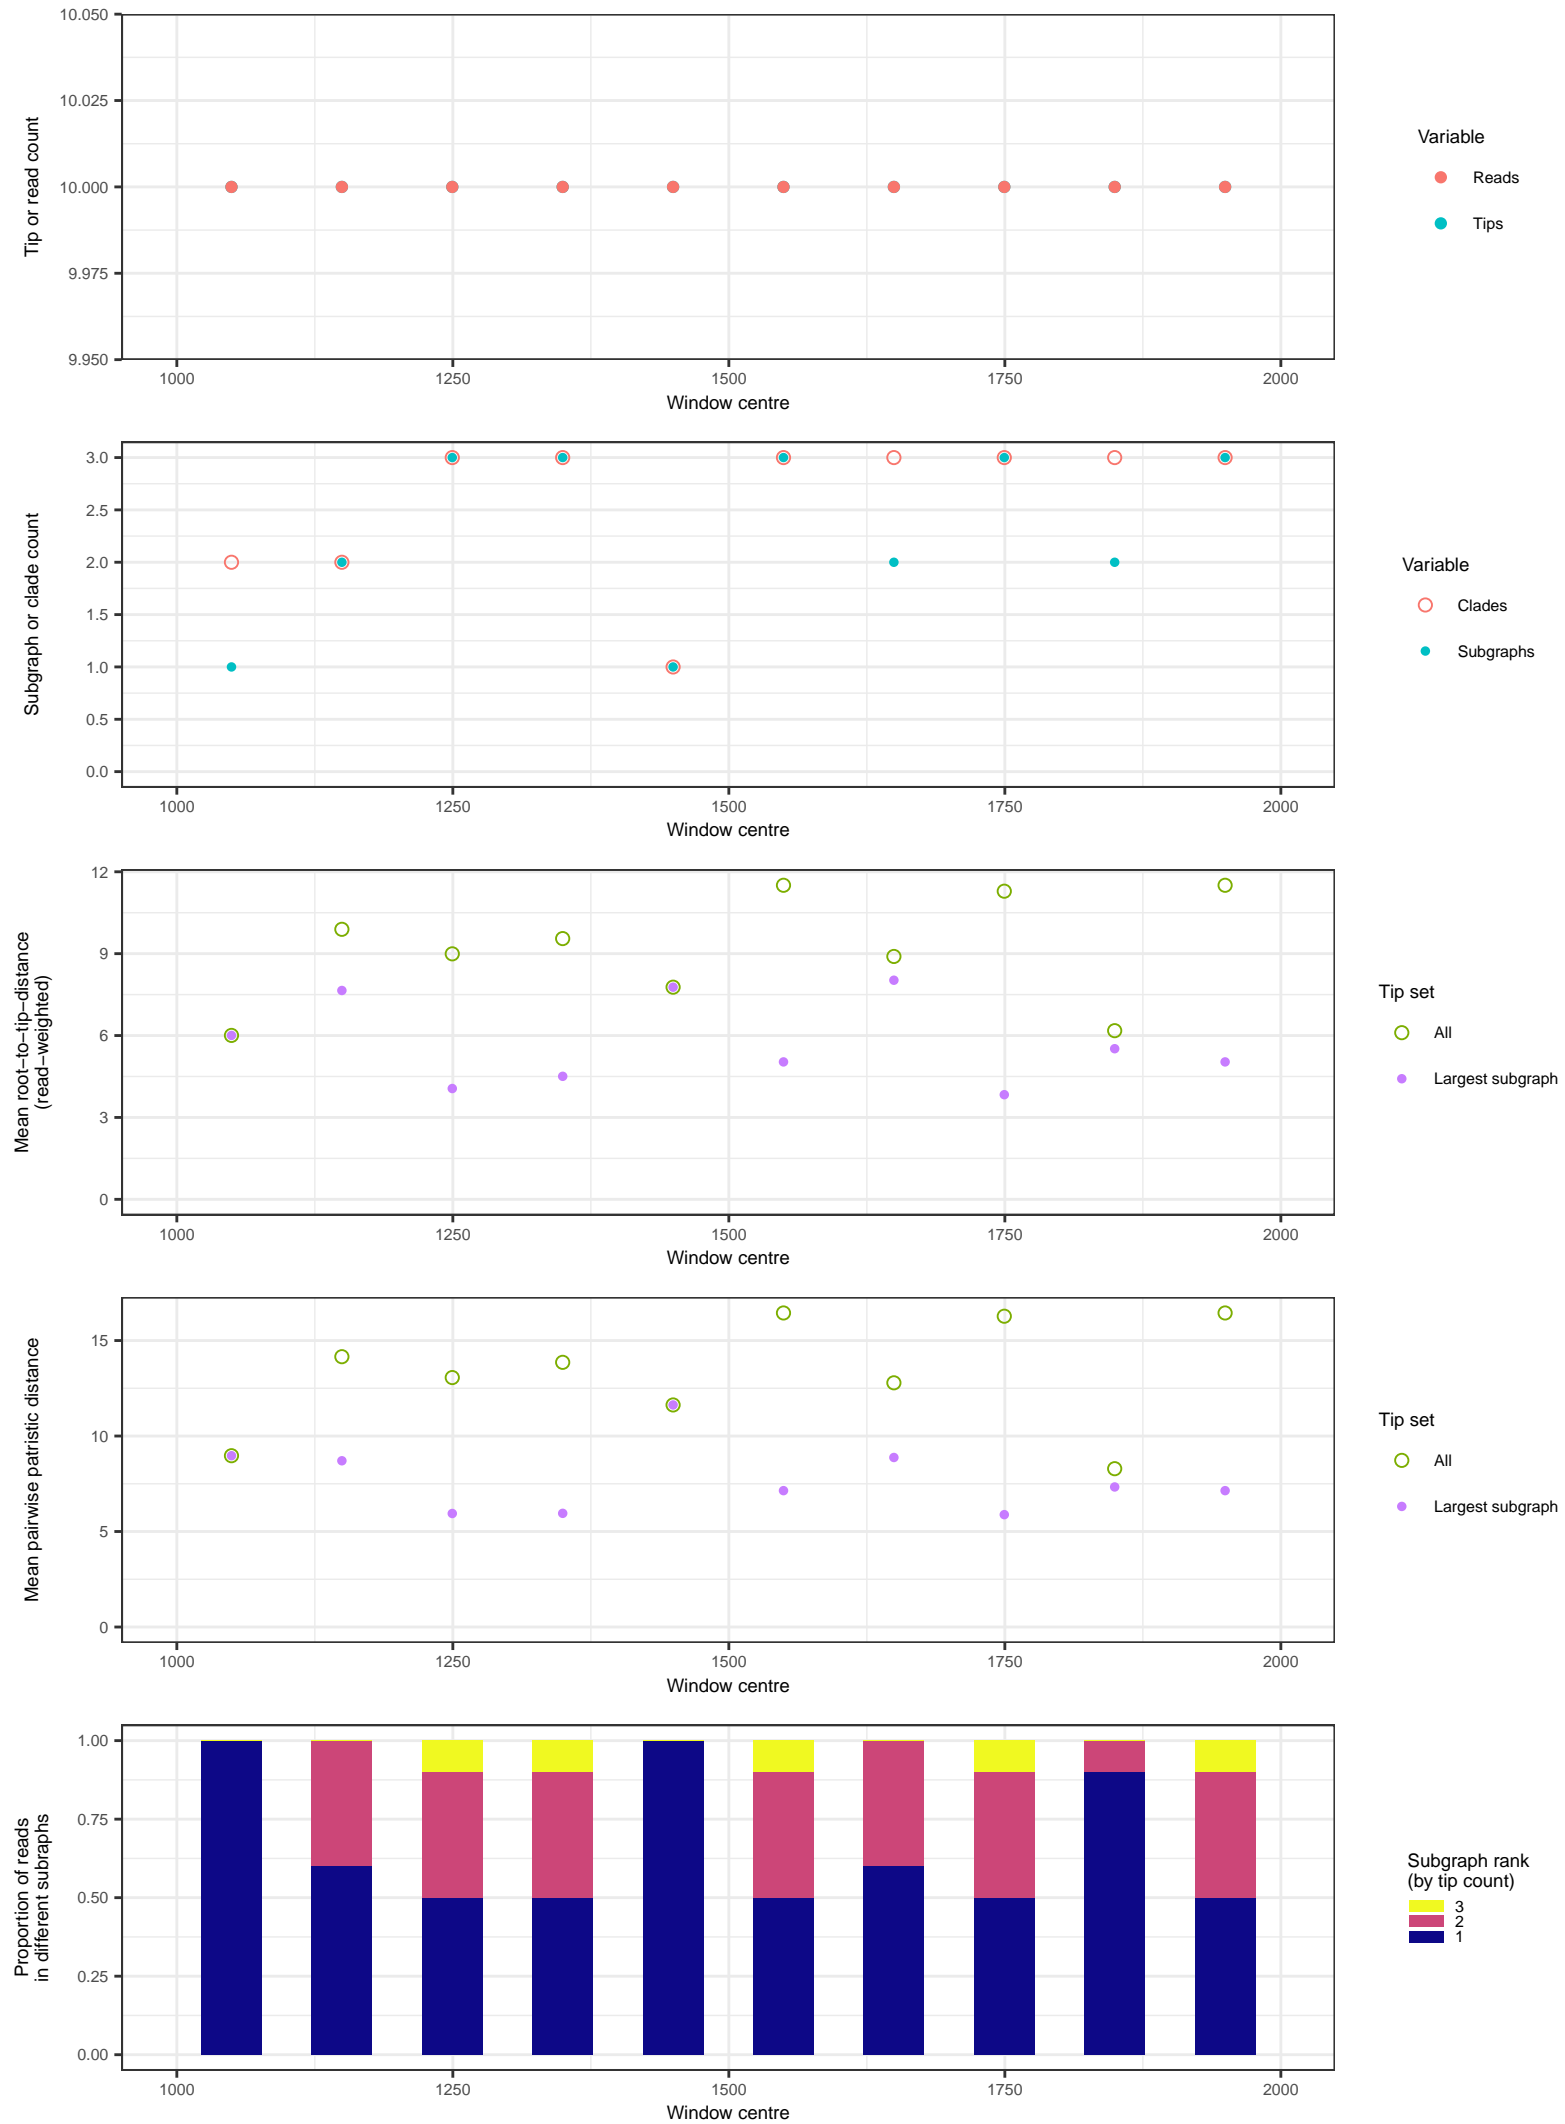 10.050
10.025
10.000
9.975
9.950
Tip or read count
1000 1250 1500 1750 2000
Window centre
Variable
Reads
Tips
3.0
2.5
2.0
1.5
1.0
0.5
0.0
Subgraph or clade count
1000 1250 1500 1750 2000
Window centre
Variable
Clades
Subgraphs
12
9
6
3
0
Mean root−to−tip−distance
(read−weighted)
1000 1250 1500 1750 2000
Window centre
Tip set
All
Largest subgraph
15
10
5
0
Mean pairwise patristic distance
1000 1250 1500 1750 2000
Window centre
Tip set
All
Largest subgraph
1.00
0.75
0.50
0.25
0.00
Proportion of reads
in different subraphs
1000 1250 1500 1750 2000
Window centre
Subgraph rank
(by tip count)
3
2
1